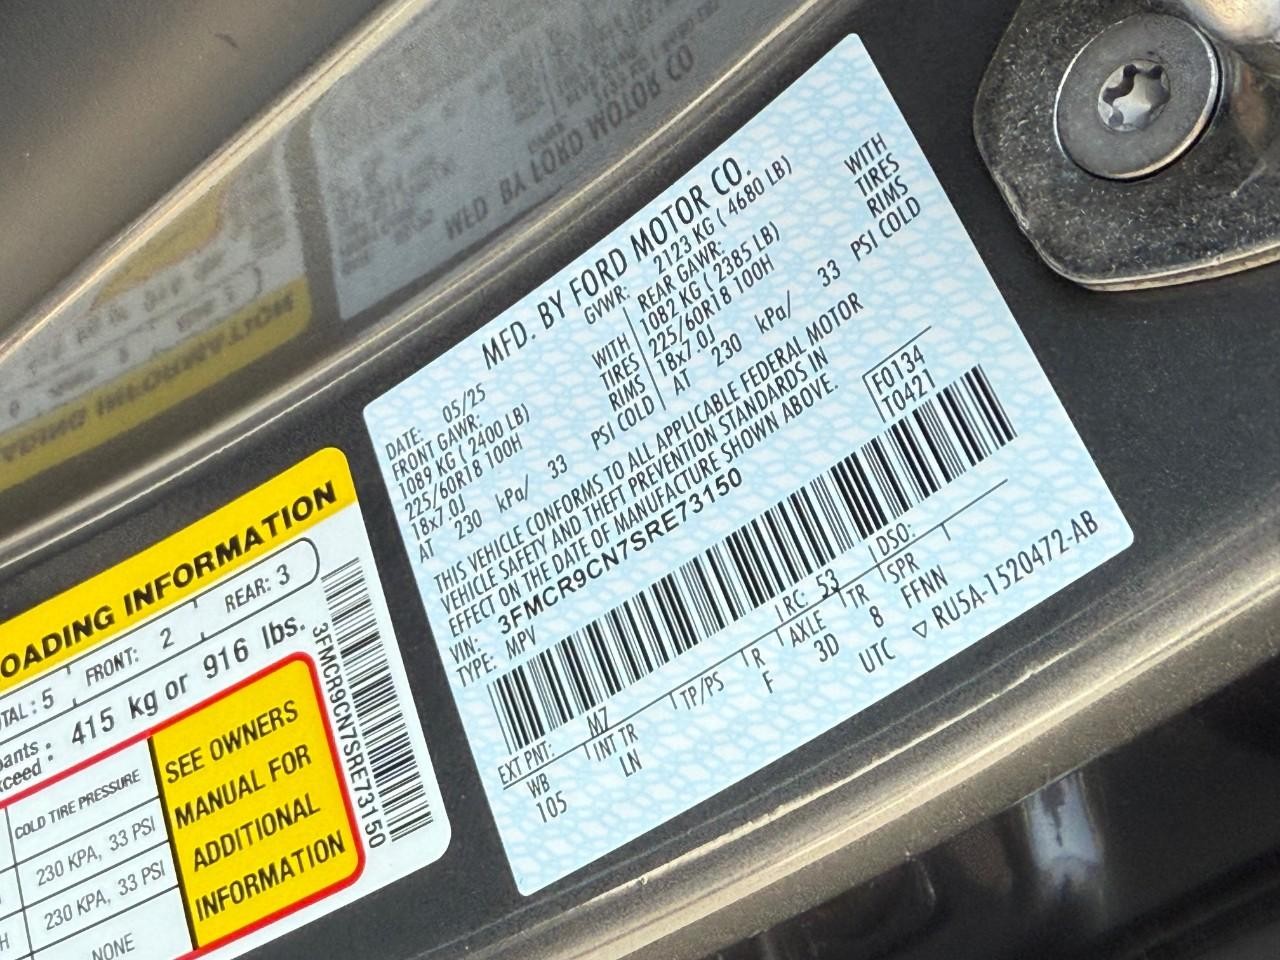 MFD. BY FORD MOTOR CO.
DATE: 05/25 GVWR: 2123 KG ( 4680 LB)
FRONT GAWR: REAR GAWR:
1089 KG ( 2400 LB) WITH 1082 KG ( 2385 LB) WITH
225/60R18 100H TIRES 225/60R18 100H TIRES
18x7.0J RIMS 18x7.0J RIMS
AT 230 kPa/ 33 PSI COLD AT 230 kPa/ 33 PSI COLD
THIS VEHICLE CONFORMS TO ALL APPLICABLE FEDERAL MOTOR
VEHICLE SAFETY AND THEFT PREVENTION STANDARDS IN
EFFECT ON THE DATE OF MANUFACTURE SHOWN ABOVE.
VIN: 3FMCR9CN7SRE73150
TYPE: MPV
F0134
T0421
EXT PNT: M7 RC: 53 DSO:
WB INT TR TP/PS R AXLE TR SPR
105 LN F 3D 8 FFNN
UTC ▽ RU5A-1520472-AB
OADING INFORMATION
TAL : 5 FRONT: 2 REAR: 3
pants :
xceed : 415 kg or 916 lbs.
COLD TIRE PRESSURE
230 KPA, 33 PSI
230 KPA, 33 PSI
NONE
SEE OWNERS
MANUAL FOR
ADDITIONAL
INFORMATION
3FMCR9CN7SRE73150